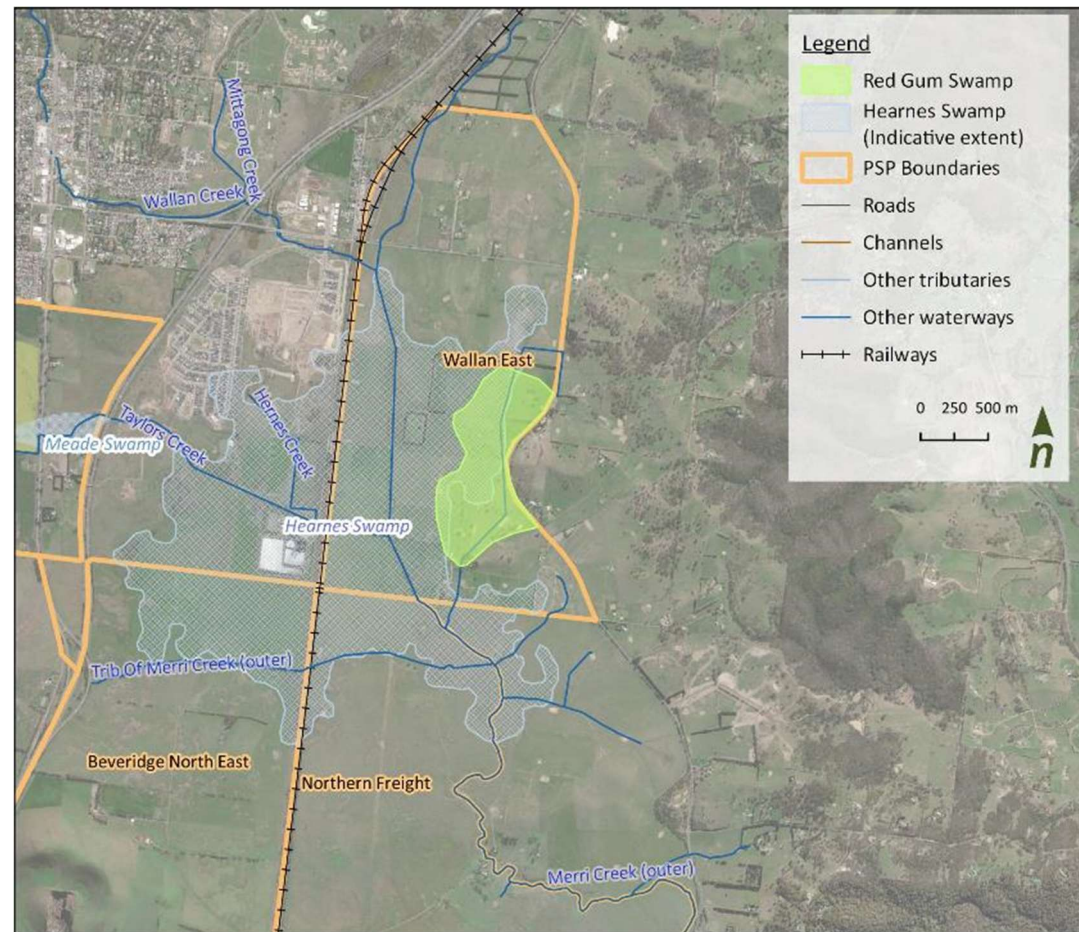 Legend
Red Gum Swamp
Hearnes Swamp
(Indicative extent)
PSP Boundaries
Roads
Channels
Other tributaries
Other waterways
Railways
0 250 500 m
n
Mittagong Creek
Wallan Creek
Wallan East
Hernes Creek
Taylors Creek
Meade Swamp
Hearnes Swamp
Trib Of Merri Creek (outer)
Beveridge North East
Northern Freight
Merri Creek (outer)